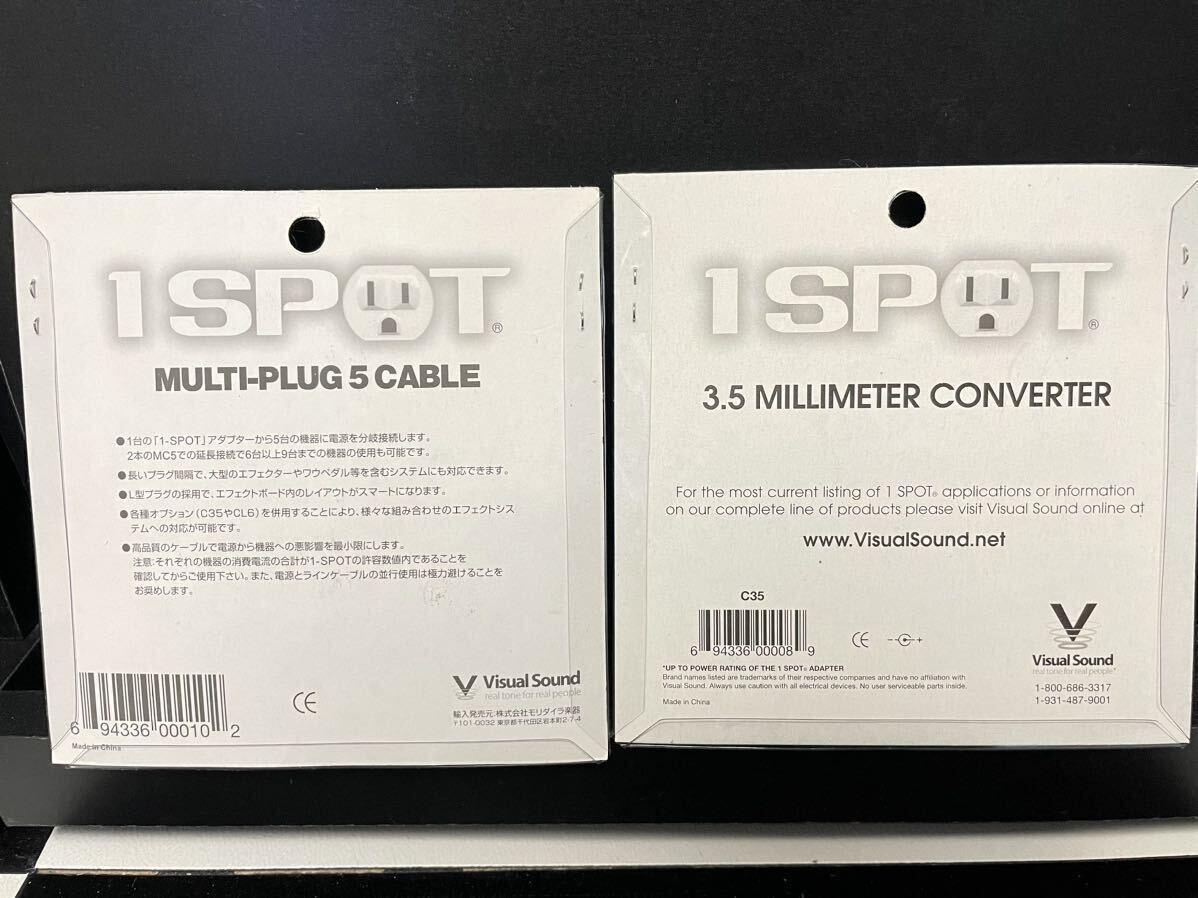 1 SPOT®
MULTI-PLUG 5 CABLE
●1台の「1-SPOT」アダプターから5台の機器に電源を分岐接続します。
2本のMC5での延長接続で6台以上9台までの機器の使用も可能です。
●長いプラグ間隔で、大型のエフェクターやワウペダル等を含むシステムにも対応できます。
●L型プラグの採用で、エフェクトボード内のレイアウトがスマートになります。
●各種オプション(C35やCL6)を併用することにより、様々な組み合わせのエフェクトシス
テムへの対応が可能です。
●高品質のケーブルで電源から機器への悪影響を最小限にします。
注意:それぞれの機器の消費電流の合計が1-SPOTの許容数値内であることを
確認してからご使用下さい。また、電源とラインケーブルの並行使用は極力避けることを
お奨めします。
6 94336 00010 2
Made in China
CE
Visual Sound
real tone for real people
輸入発売元:株式会社モリダイラ楽器
〒101-0032 東京都千代田区岩本町2-7-4
1 SPOT®
3.5 MILLIMETER CONVERTER
For the most current listing of 1 SPOT® applications or information
on our complete line of products please visit Visual Sound online at
www.VisualSound.net
C35
6 94336 00008 9
CE
*UP TO POWER RATING OF THE 1 SPOT® ADAPTER
Brand names listed are trademarks of their respective companies and have no affiliation with
Visual Sound. Always use caution with all electrical devices. No user serviceable parts inside.
Made in China
Visual Sound
real tone for real people®
1-800-686-3317
1-931-487-9001